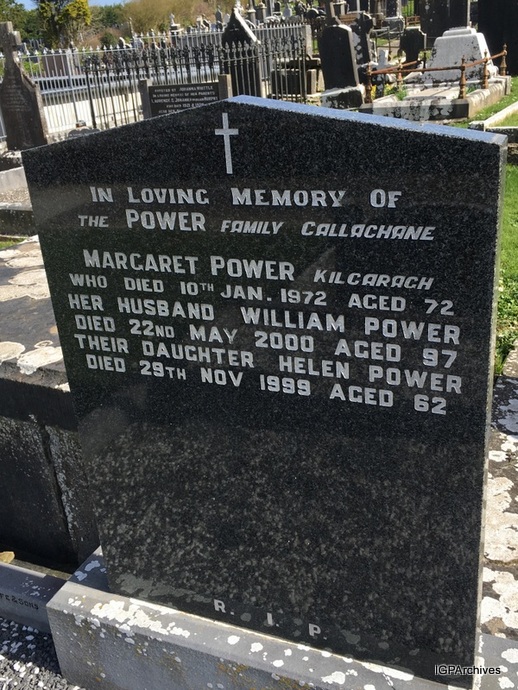 IN LOVING MEMORY OF
THE POWER FAMILY CALLACHANE
MARGARET POWER KILGARAGH
WHO DIED 10TH JAN. 1972 AGED 72
HER HUSBAND WILLIAM POWER
DIED 22ND MAY 2000 AGED 97
THEIR DAUGHTER HELEN POWER
DIED 29TH NOV 1999 AGED 62
R. I. P.
& SONS
IGPArchives